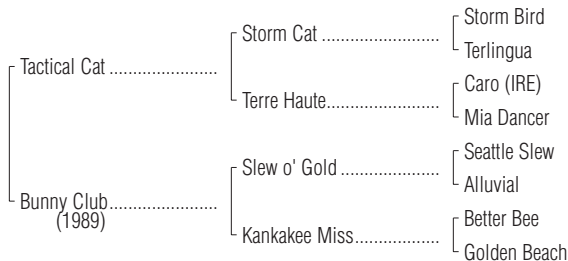 Storm Bird
Storm Cat ........................
Terlingua
Tactical Cat ......................
Caro (IRE)
Terre Haute.......................
Mia Dancer
Seattle Slew
Slew o' Gold ....................
Alluvial
Bunny Club......................
(1989)
Better Bee
Kankakee Miss.................
Golden Beach